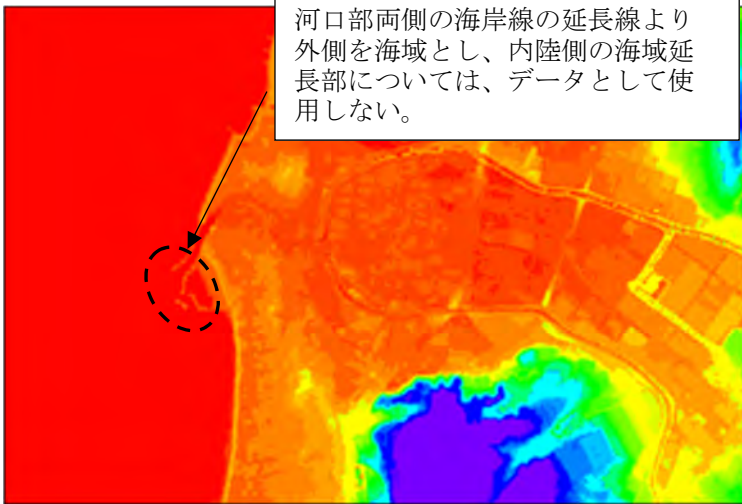 河口部両側の海岸線の延長線より
外側を海域とし、内陸側の海域延
長部については、データとして使
用しない。